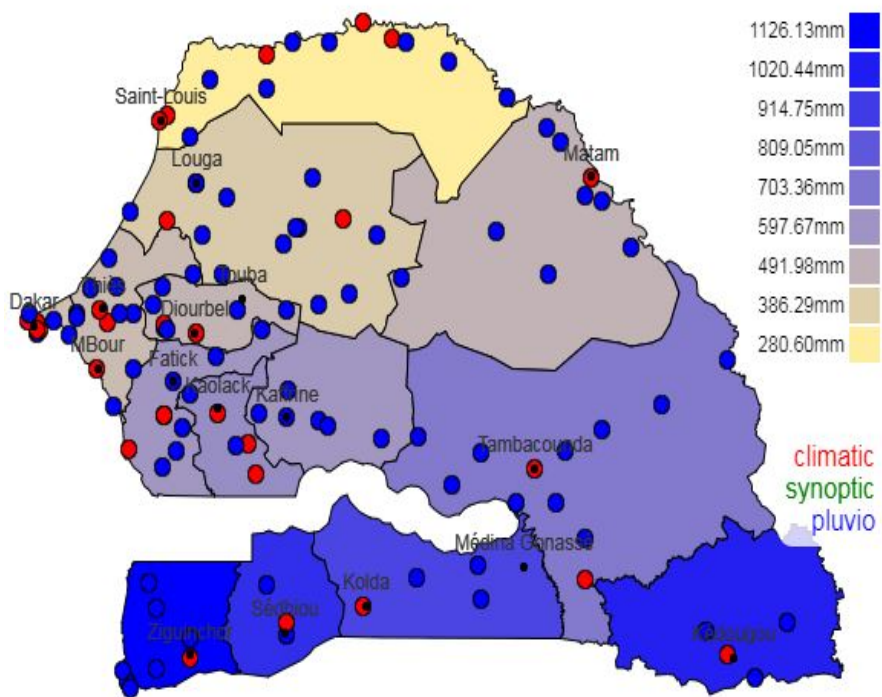 1126.13mm
1020.44mm
914.75mm
809.05mm
703.36mm
597.67mm
491.98mm
386.29mm
280.60mm
Saint-Louis
Louga
Matam
Touba
Thiès
Dakar
Diourbel
MBour
Fatick
Kaolack
Kaffrine
Tambacounda
climatic
synoptic
pluvio
Médina Gonasse
Kolda
Sédhiou
Ziguinchor
Kédougou